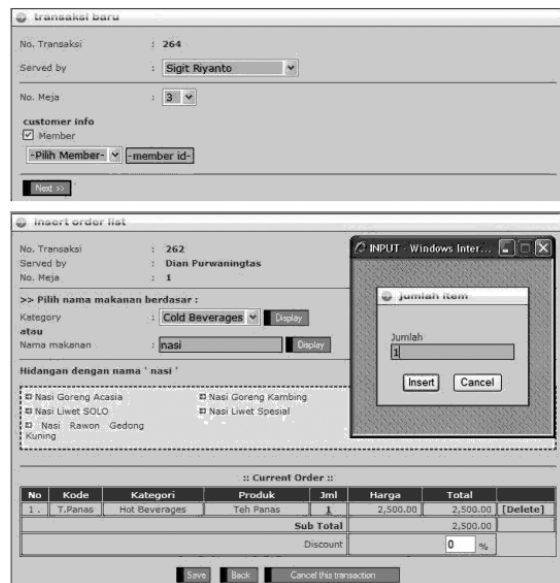 transaksi baru
No. Transaksi : 264
Served by : Sigit Riyanto
No. Meja : 3
customer info
Member
-Pilih Member- -member id-
Next >>
insert order list
No. Transaksi : 262
Served by : Dian Purwaningtas
No. Meja : 1
>> Pilih nama makanan berdasar :
Kategory : Cold Beverages Display
atau
Nama makanan : nasi Display
Hidangan dengan nama ' nasi '
Nasi Goreng Acasia Nasi Goreng Kambing
Nasi Liwet SOLO Nasi Liwet Spesial
Nasi Rawon Gedong
Kuning
INPUT - Windows Inter...
jumlah item
Jumlah
1
Insert Cancel
:: Current Order ::
No Kode Kategori Produk Jml Harga Total
1 . T.Panas Hot Beverages Teh Panas 1 2,500.00 2,500.00 [Delete]
Sub Total 2,500.00
Discount 0 %
Save Back Cancel this transaction